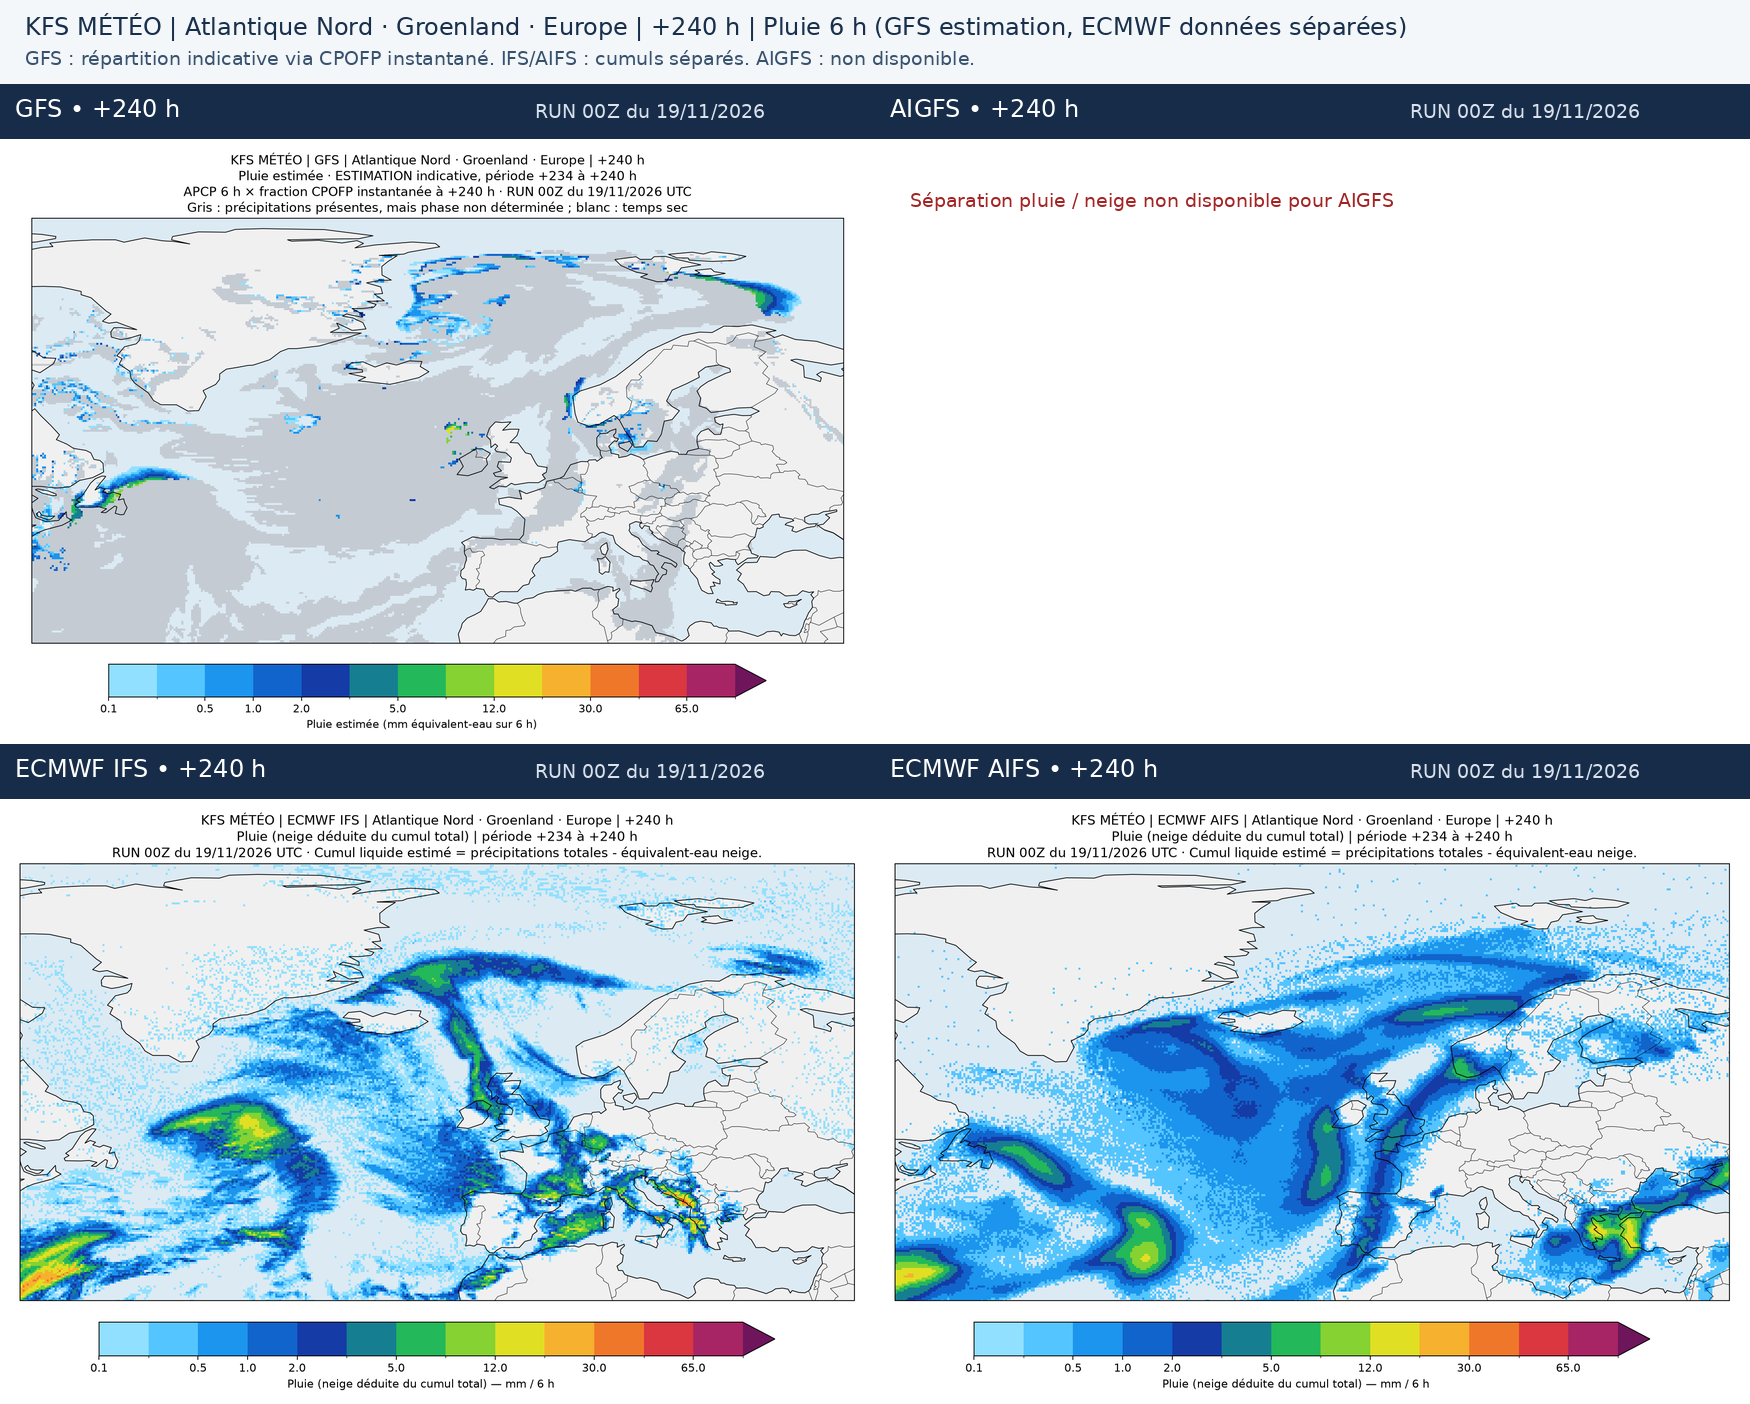 KFS MÉTÉO | Atlantique Nord · Groenland · Europe | +240 h | Pluie 6 h (GFS estimation, ECMWF données séparées)
GFS : répartition indicative via CPOFP instantané. IFS/AIFS : cumuls séparés. AIGFS : non disponible.
GFS • +240 h
RUN 00Z du 19/11/2026
AIGFS • +240 h
RUN 00Z du 19/11/2026
KFS MÉTÉO | GFS | Atlantique Nord · Groenland · Europe | +240 h
Pluie estimée · ESTIMATION indicative, période +234 à +240 h
APCP 6 h × fraction CPOFP instantanée à +240 h · RUN 00Z du 19/11/2026 UTC
Gris : précipitations présentes, mais phase non déterminée ; blanc : temps sec
Séparation pluie / neige non disponible pour AIGFS
0.1 0.5 1.0 2.0 5.0 12.0 30.0 65.0
Pluie estimée (mm équivalent-eau sur 6 h)
ECMWF IFS • +240 h
RUN 00Z du 19/11/2026
ECMWF AIFS • +240 h
RUN 00Z du 19/11/2026
KFS MÉTÉO | ECMWF IFS | Atlantique Nord · Groenland · Europe | +240 h
Pluie (neige déduite du cumul total) | période +234 à +240 h
RUN 00Z du 19/11/2026 UTC · Cumul liquide estimé = précipitations totales - équivalent-eau neige.
0.1 0.5 1.0 2.0 5.0 12.0 30.0 65.0
Pluie (neige déduite du cumul total) — mm / 6 h
KFS MÉTÉO | ECMWF AIFS | Atlantique Nord · Groenland · Europe | +240 h
Pluie (neige déduite du cumul total) | période +234 à +240 h
RUN 00Z du 19/11/2026 UTC · Cumul liquide estimé = précipitations totales - équivalent-eau neige.
0.1 0.5 1.0 2.0 5.0 12.0 30.0 65.0
Pluie (neige déduite du cumul total) — mm / 6 h